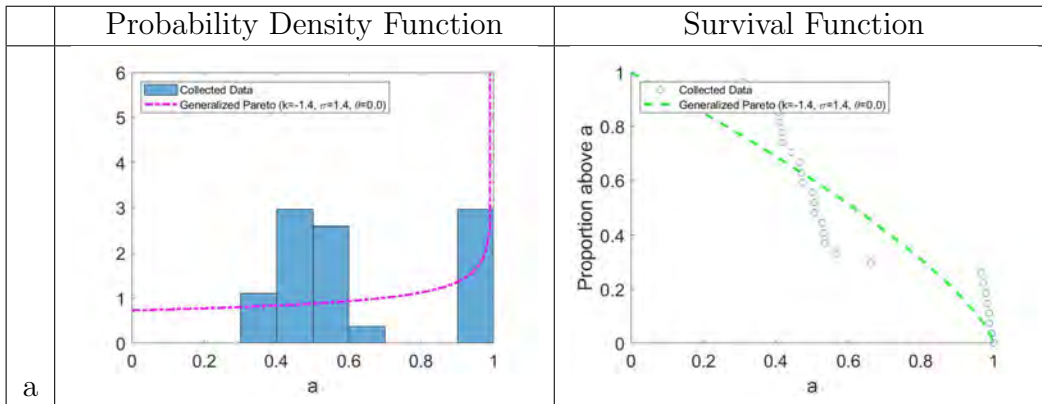 Probability Density Function
Survival Function
6
5
4
3
2
1
0
0
0.2
0.4
0.6
0.8
1
a
Collected Data
Generalized Pareto (k=-1.4, σ=1.4, θ=0.0)
1
0.8
0.6
0.4
0.2
0
0
0.2
0.4
0.6
0.8
1
a
Proportion above a
Collected Data
Generalized Pareto (k=-1.4, σ=1.4, θ=0.0)
a